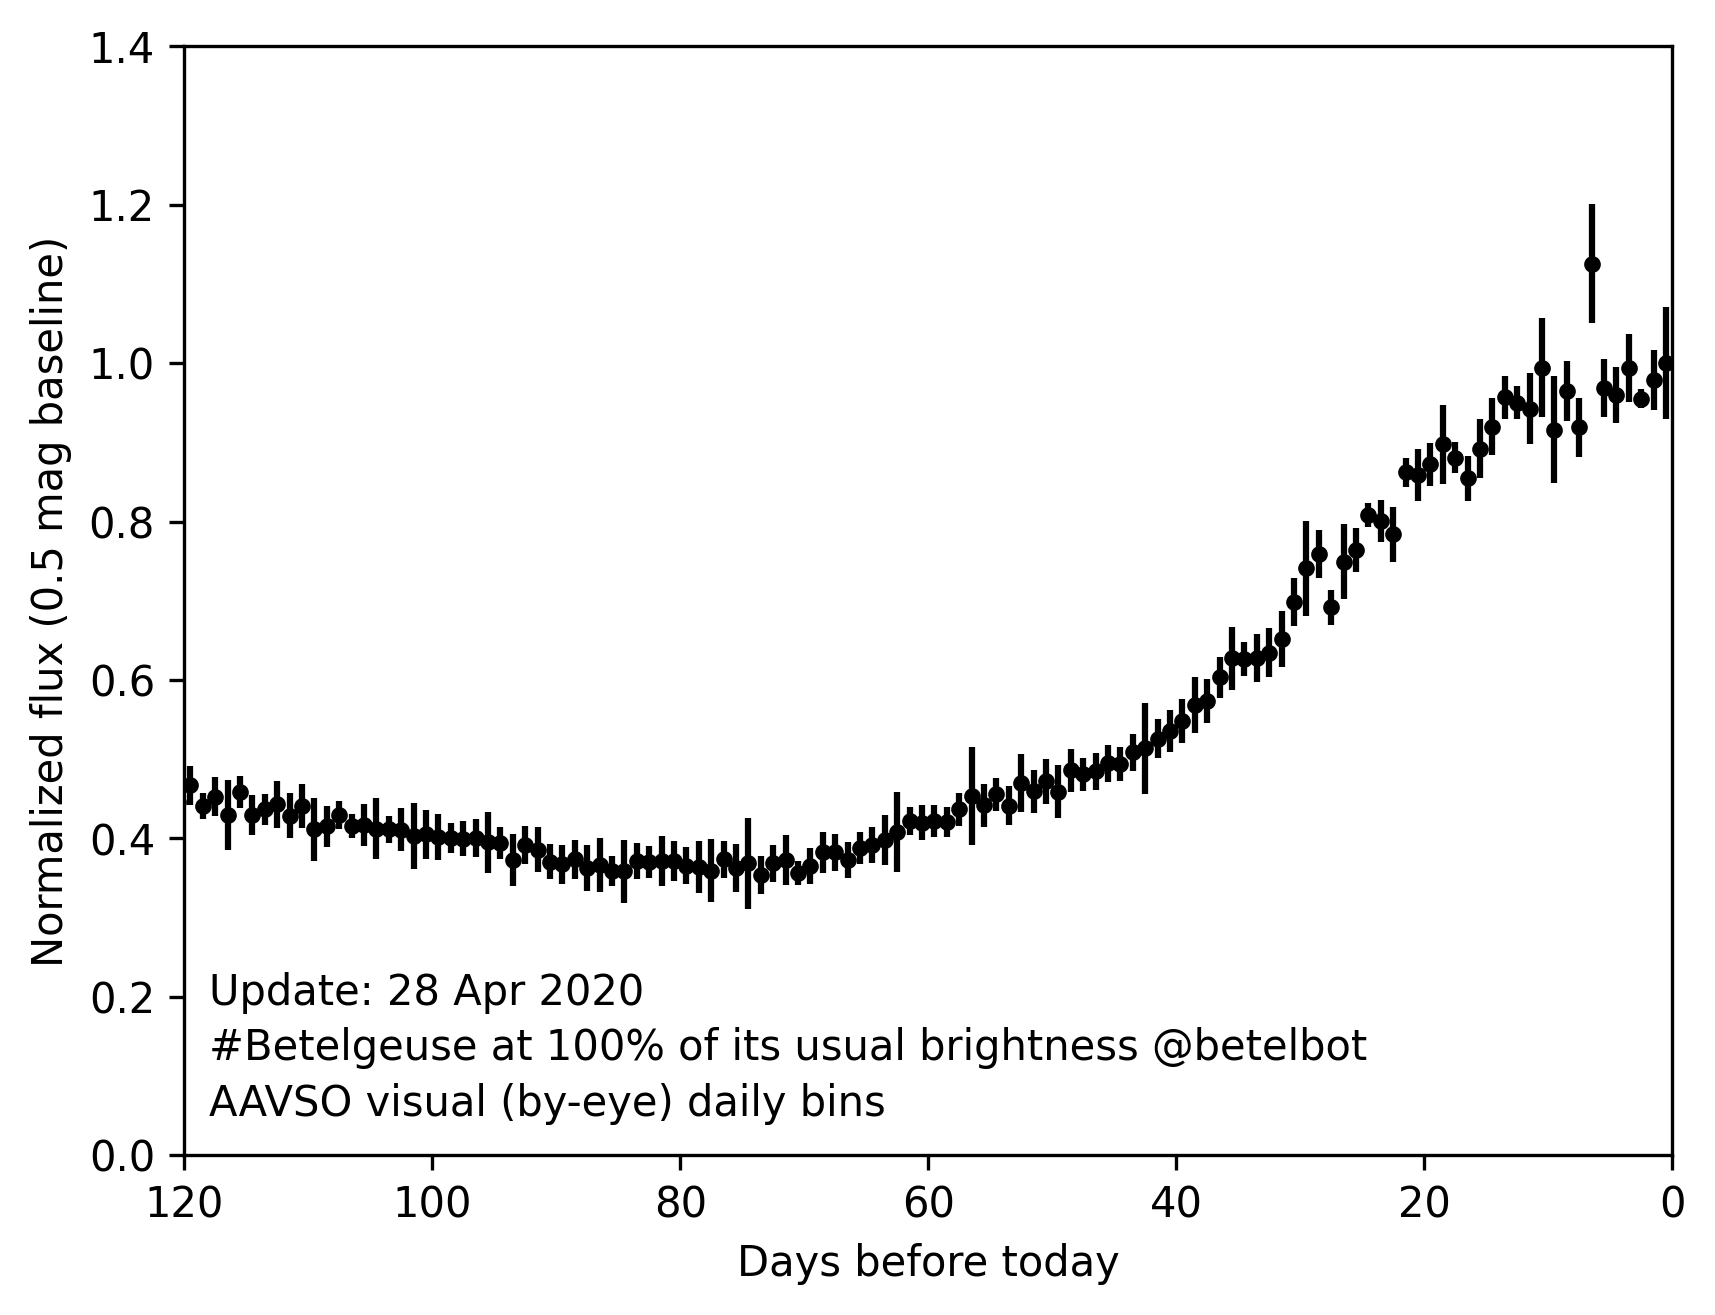 1.4
1.2
1.0
0.8
0.6
0.4
0.2
0.0
Normalized flux (0.5 mag baseline)
Update: 28 Apr 2020
#Betelgeuse at 100% of its usual brightness @betelbot
AAVSO visual (by-eye) daily bins
120 100 80 60 40 20 0
Days before today